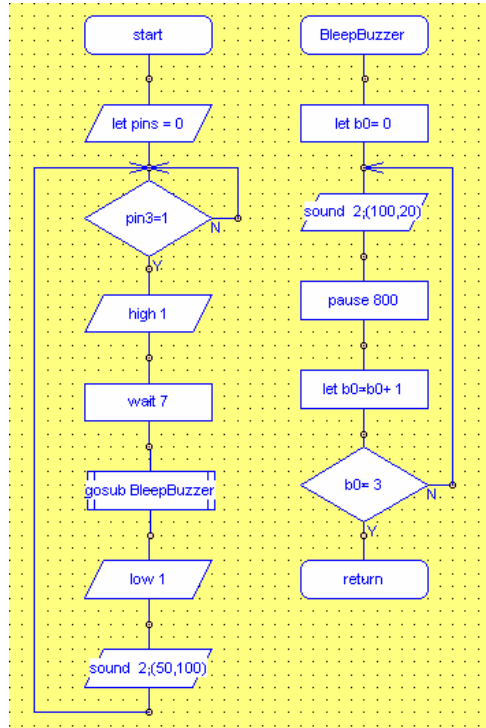 start
let pins = 0
pin3=1
N
Y
high 1
wait 7
gosub BleepBuzzer
low 1
sound 2,(50,100)
BleepBuzzer
let b0= 0
sound 2,(100,20)
pause 800
let b0=b0+ 1
b0= 3
N
Y
return